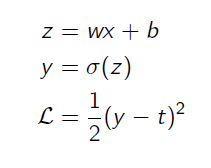 z = wx + b
y = σ(z)
ℒ = 1/2 (y − t)²